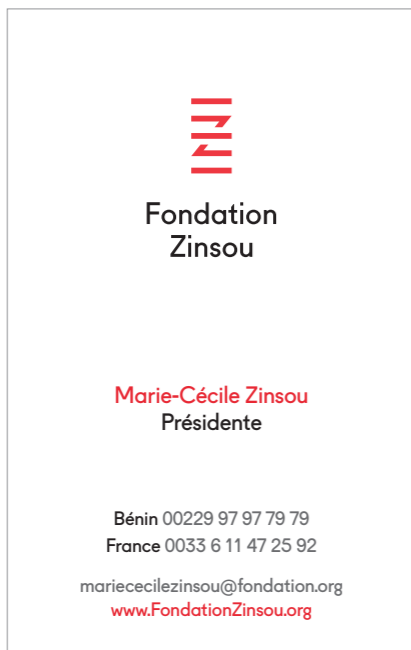 Fondation
Zinsou
Marie-Cécile Zinsou
Présidente
Bénin 00229 97 97 79 79
France 0033 6 11 47 25 92
mariececilezinsou@fondation.org
www.FondationZinsou.org